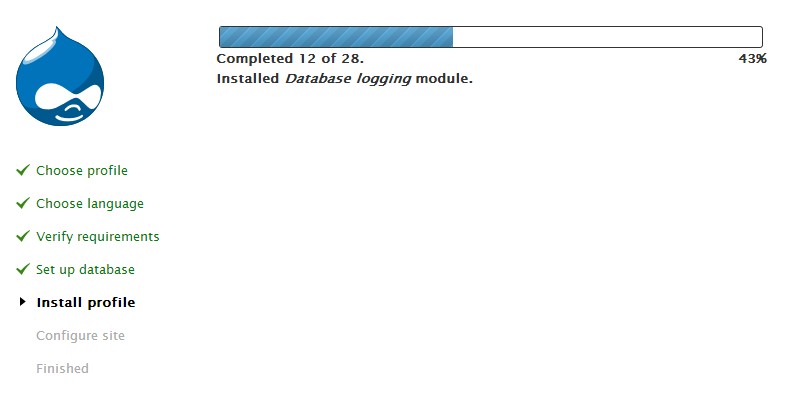 Completed 12 of 28.
43%
Installed Database logging module.
Choose profile
Choose language
Verify requirements
Set up database
Install profile
Configure site
Finished